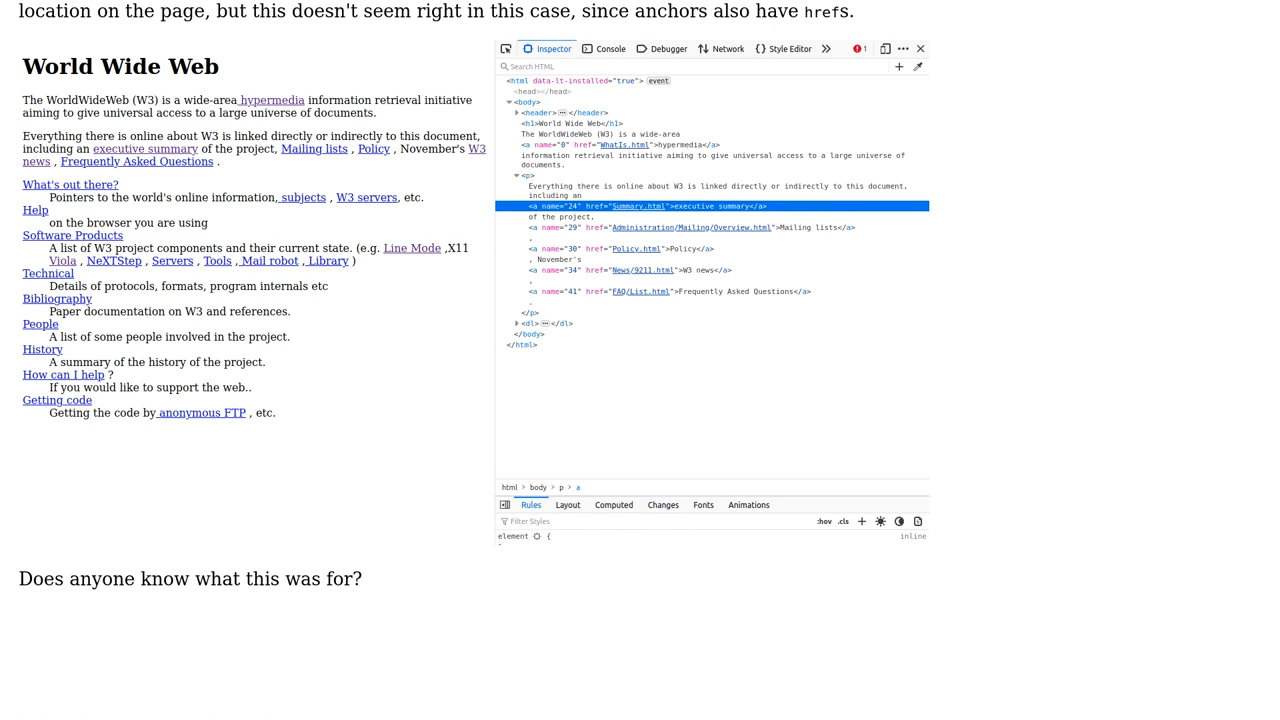 location on the page, but this doesn't seem right in this case, since anchors also have hrefs.
World Wide Web
The WorldWideWeb (W3) is a wide-area hypermedia information retrieval initiative
aiming to give universal access to a large universe of documents.
Everything there is online about W3 is linked directly or indirectly to this document,
including an executive summary of the project, Mailing lists , Policy , November's W3
news , Frequently Asked Questions .
What's out there?
Pointers to the world's online information, subjects , W3 servers, etc.
Help
on the browser you are using
Software Products
A list of W3 project components and their current state. (e.g. Line Mode ,X11
Viola , NeXTStep , Servers , Tools , Mail robot , Library )
Technical
Details of protocols, formats, program internals etc
Bibliography
Paper documentation on W3 and references.
People
A list of some people involved in the project.
History
A summary of the history of the project.
How can I help ?
If you would like to support the web..
Getting code
Getting the code by anonymous FTP , etc.
Inspector Console Debugger Network {} Style Editor 1
Search HTML
<html data-lt-installed="true"> event
<head></head>
<body>
<header> </header>
<h1>World Wide Web</h1>
The WorldWideWeb (W3) is a wide-area
<a name="0" href="WhatIs.html">hypermedia</a>
information retrieval initiative aiming to give universal access to a large universe of
documents.
<p>
Everything there is online about W3 is linked directly or indirectly to this document,
including an
<a name="24" href="Summary.html">executive summary</a>
of the project,
<a name="29" href="Administration/Mailing/Overview.html">Mailing lists</a>
,
<a name="30" href="Policy.html">Policy</a>
, November's
<a name="34" href="News/9211.html">W3 news</a>
,
<a name="41" href="FAQ/List.html">Frequently Asked Questions</a>
.
</p>
<dl> </dl>
</body>
</html>
html > body > p > a
Rules Layout Computed Changes Fonts Animations
Filter Styles :hov .cls
element { inline
Does anyone know what this was for?